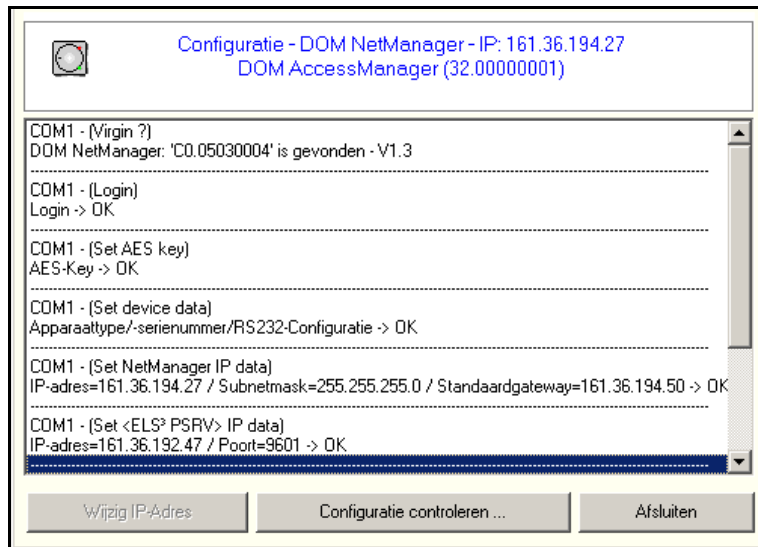 Configuratie - DOM NetManager - IP: 161.36.194.27
DOM AccessManager (32.00000001)
COM1 - (Virgin ?)
DOM NetManager: 'C0.05030004' is gevonden - V1.3
COM1 - (Login)
Login -> OK
COM1 - (Set AES key)
AES-Key -> OK
COM1 - (Set device data)
Apparaattype/-serienummer/RS232-Configuratie -> OK
COM1 - (Set NetManager IP data)
IP-adres=161.36.194.27 / Subnetmask=255.255.255.0 / Standaardgateway=161.36.194.50 -> OK
COM1 - (Set <ELS³ PSRV> IP data)
IP-adres=161.36.192.47 / Poort=9601 -> OK
Wijzig IP-Adres
Configuratie controleren ...
Afsluiten